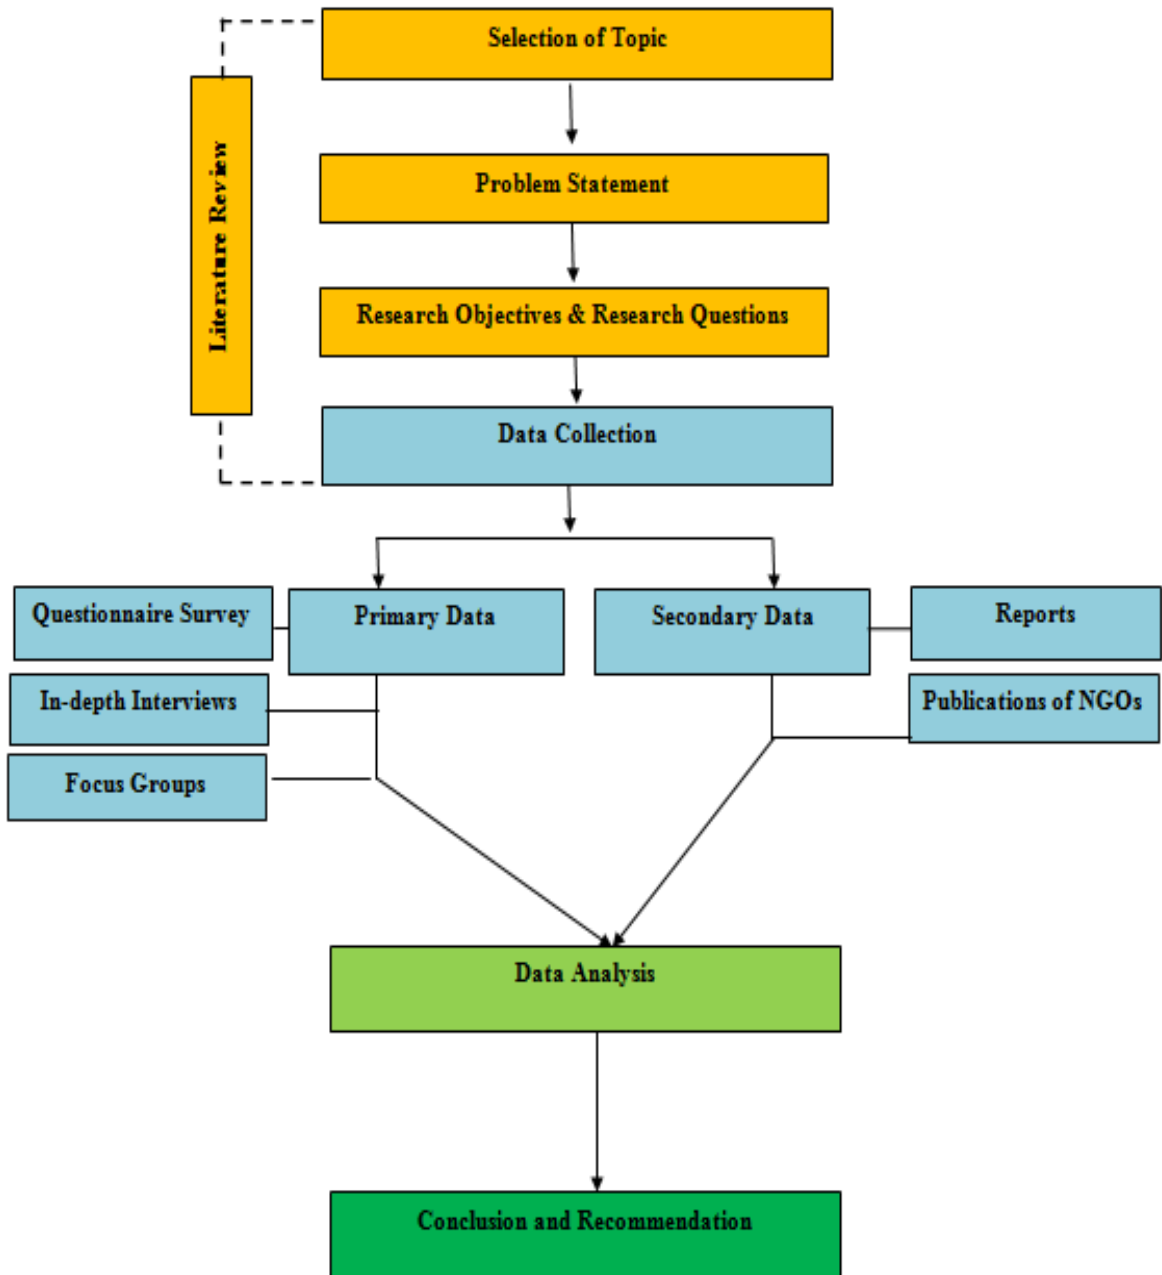 Selection of Topic
Literature Review
Problem Statement
Research Objectives & Research Questions
Data Collection
Questionnaire Survey
Primary Data
Secondary Data
Reports
In-depth Interviews
Publications of NGOs
Focus Groups
Data Analysis
Conclusion and Recommendation